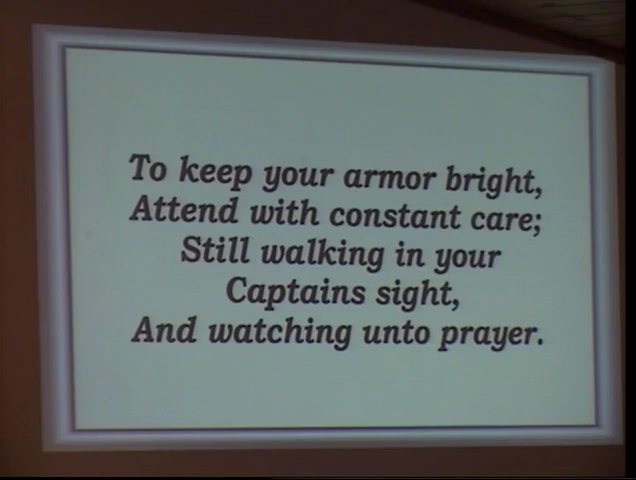 To keep your armor bright,
Attend with constant care;
Still walking in your
Captains sight,
And watching unto prayer.